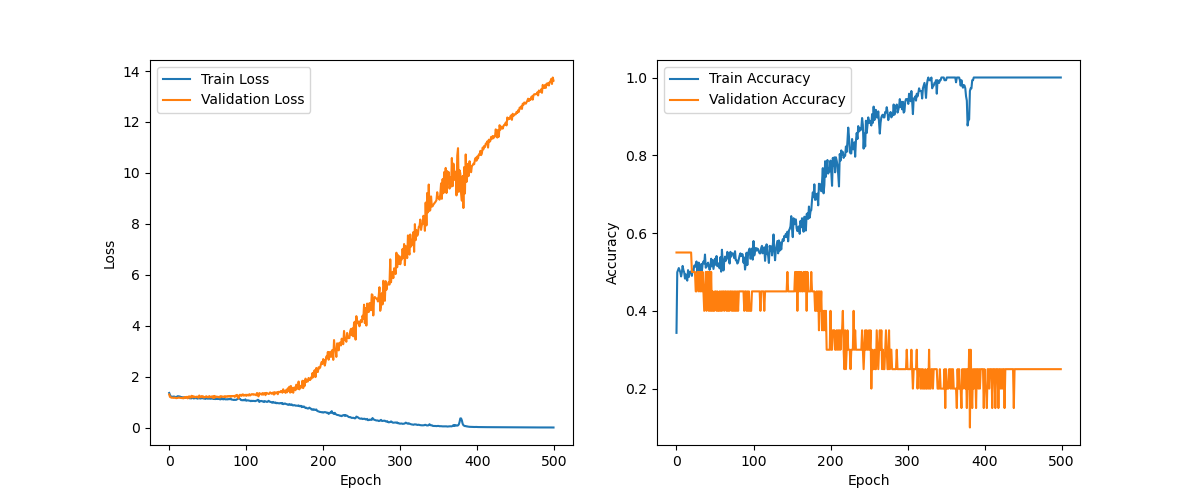 Train Loss
Validation Loss
14
12
10
8
6
4
2
0
Loss
0 100 200 300 400 500
Epoch
Train Accuracy
Validation Accuracy
1.0
0.8
0.6
0.4
0.2
Accuracy
0 100 200 300 400 500
Epoch